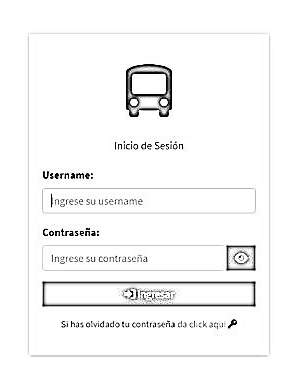 Inicio de Sesión
Username:
Ingrese su username
Contraseña:
Ingrese su contraseña
Ingresar
Si has olvidado tu contraseña da click aqui